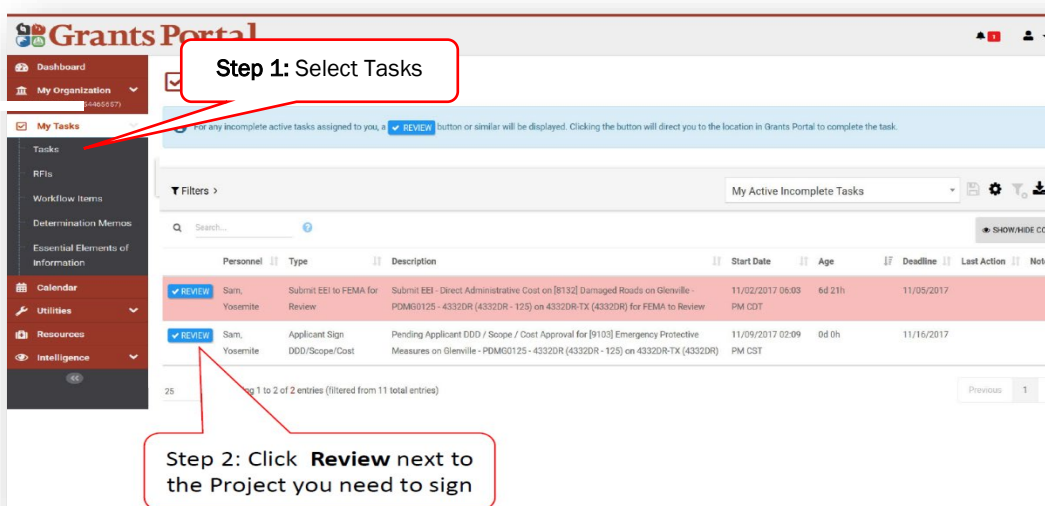 Grants Portal
1
Step 1: Select Tasks
Dashboard
My Organization
54465657)
My Tasks
Tasks
RFIs
Workflow Items
Determination Memos
Essential Elements of
Information
Calendar
Utilities
Resources
Intelligence
For any incomplete active tasks assigned to you, a REVIEW button or similar will be displayed. Clicking the button will direct you to the location in Grants Portal to complete the task.
Filters >
My Active Incomplete Tasks
Search...
SHOW/HIDE CO
Personnel Type Description Start Date Age Deadline Last Action Note
REVIEW Sam, Submit EEI to FEMA for Submit EEI - Direct Administrative Cost on [8132] Damaged Roads on Glenville - 11/02/2017 06:03 6d 21h 11/05/2017
Yosemite Review PDMG0125 - 4332DR (4332DR - 125) on 4332DR-TX (4332DR) for FEMA to Review PM CDT
REVIEW Sam, Applicant Sign Pending Applicant DDD / Scope / Cost Approval for [9103] Emergency Protective 11/09/2017 02:09 0d 0h 11/16/2017
Yosemite DDD/Scope/Cost Measures on Glenville - PDMG0125 - 4332DR (4332DR - 125) on 4332DR-TX (4332DR) PM CST
25 1 to 2 of 2 entries (filtered from 11 total entries)
Previous 1
Step 2: Click Review next to
the Project you need to sign